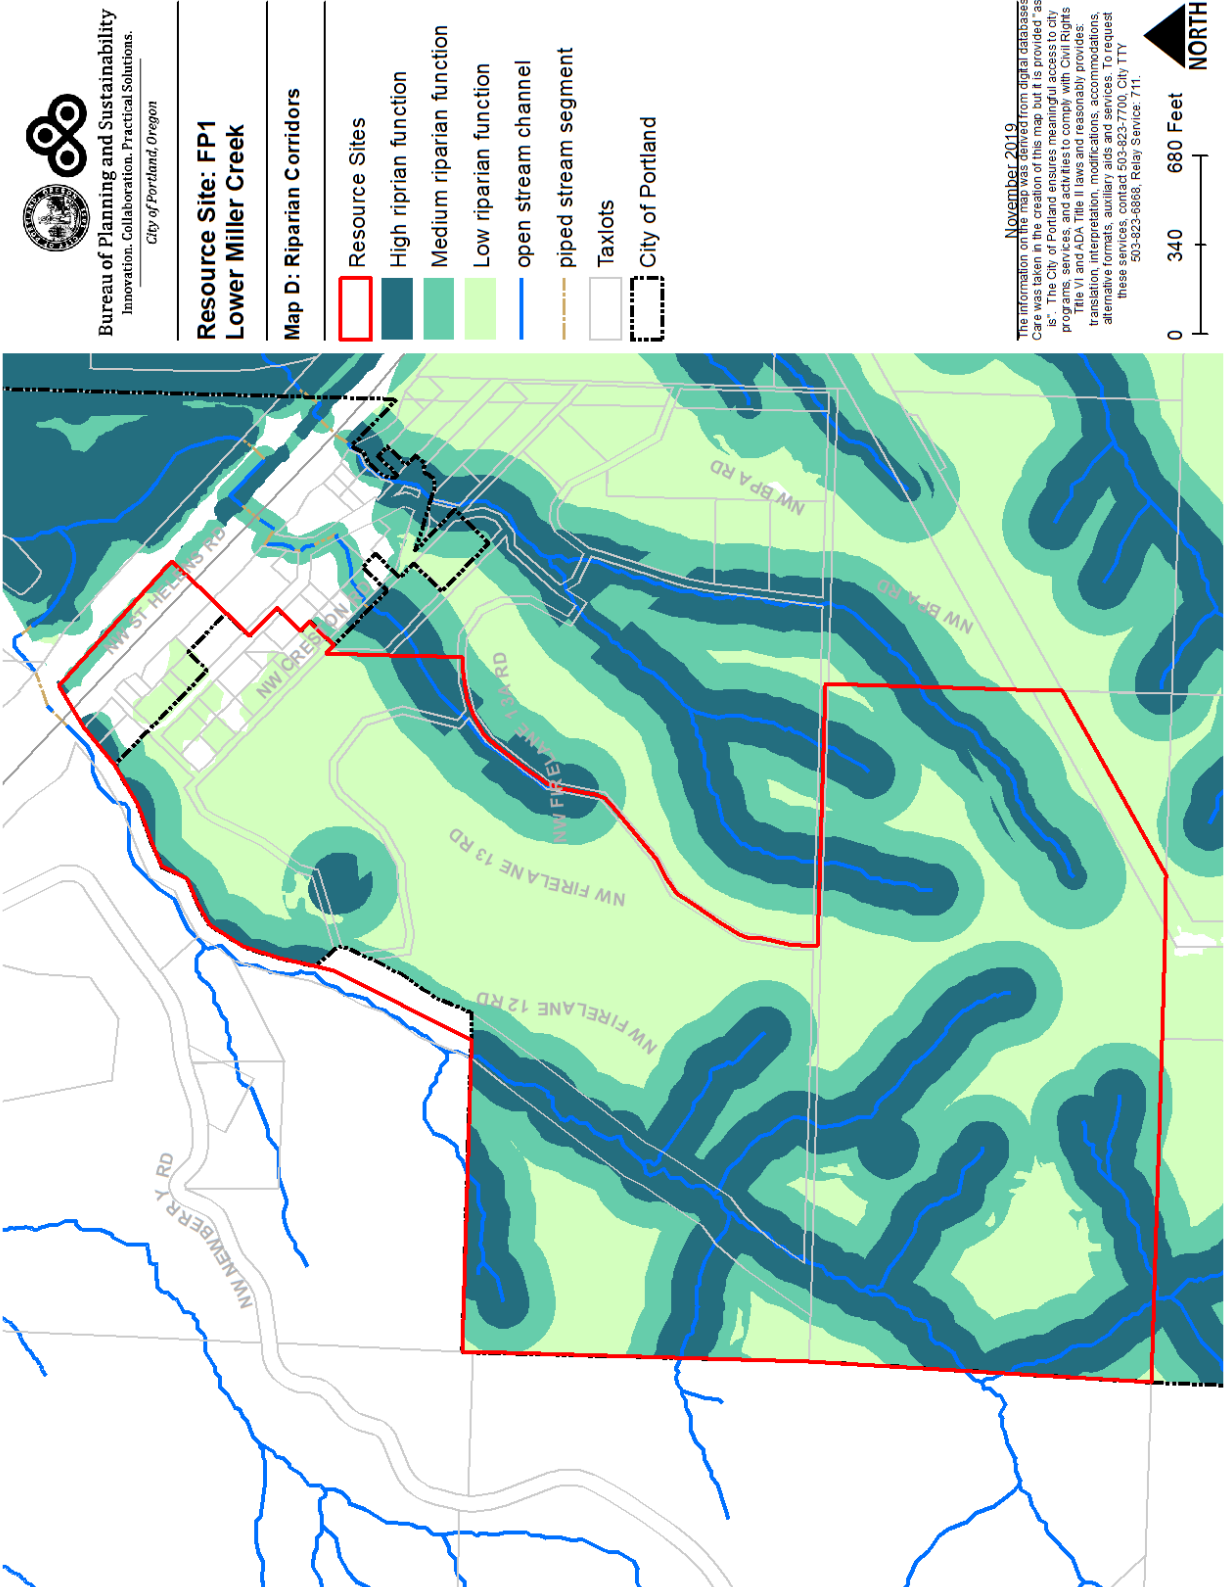 Bureau of Planning and Sustainability
Innovation. Collaboration. Practical Solutions.
City of Portland, Oregon
Resource Site: FP1
Lower Miller Creek
Map D: Riparian Corridors
Resource Sites
High riprian function
Medium riparian function
Low riparian function
open stream channel
piped stream segment
Taxlots
City of Portland
November 2019
The information on the map was derived from digital databases
Care was taken in the creation of this map but it is provided "as
is". The City of Portland ensures meaningful access to city
programs, services, and activities to comply with Civil Rights
Title VI and ADA Title II laws and reasonably provides:
translation, interpretation, modifications, accommodations,
alternative formats, auxiliary aids and services. To request
these services, contact 503-823-7700, City TTY
503-823-6868, Relay Service: 711.
0 340 680 Feet
NORTH
NW ST HELENS RD
NW CRESTON
NW FIRELANE 13A RD
NW FIRELANE 13 RD
NW FIRELANE 12 RD
NW BPA RD
NW BPA RD
NW NEWBERRY RD